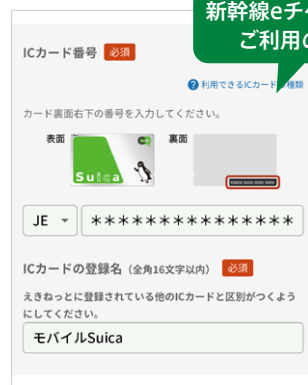 新幹線eチケ
ご利用の
ICカード番号 必須
利用できるICカードの種類
カード裏面右下の番号を入力してください。
表面 裏面
Suica
JE ***************
ICカードの登録名（全角16文字以内） 必須
えきねっとに登録されている他のICカードと区別がつくよう
にしてください。
モバイルSuica